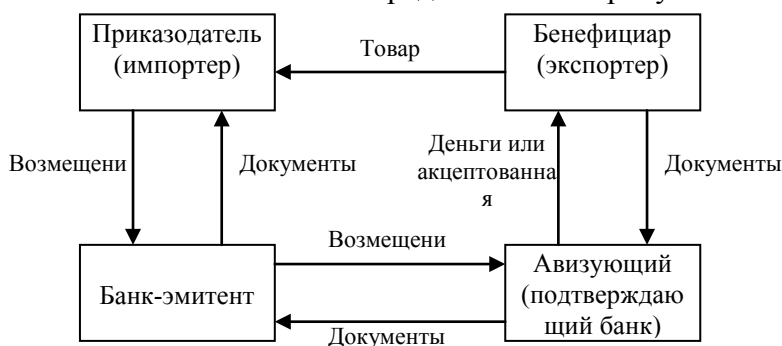 Приказодатель
(импортер)
Товар
Бенефициар
(экспортер)
Возмещени
Документы
Деньги или
акцептованна
я
Документы
Банк-эмитент
Возмещени
Документы
Авизующий
(подтверждаю
щий банк)